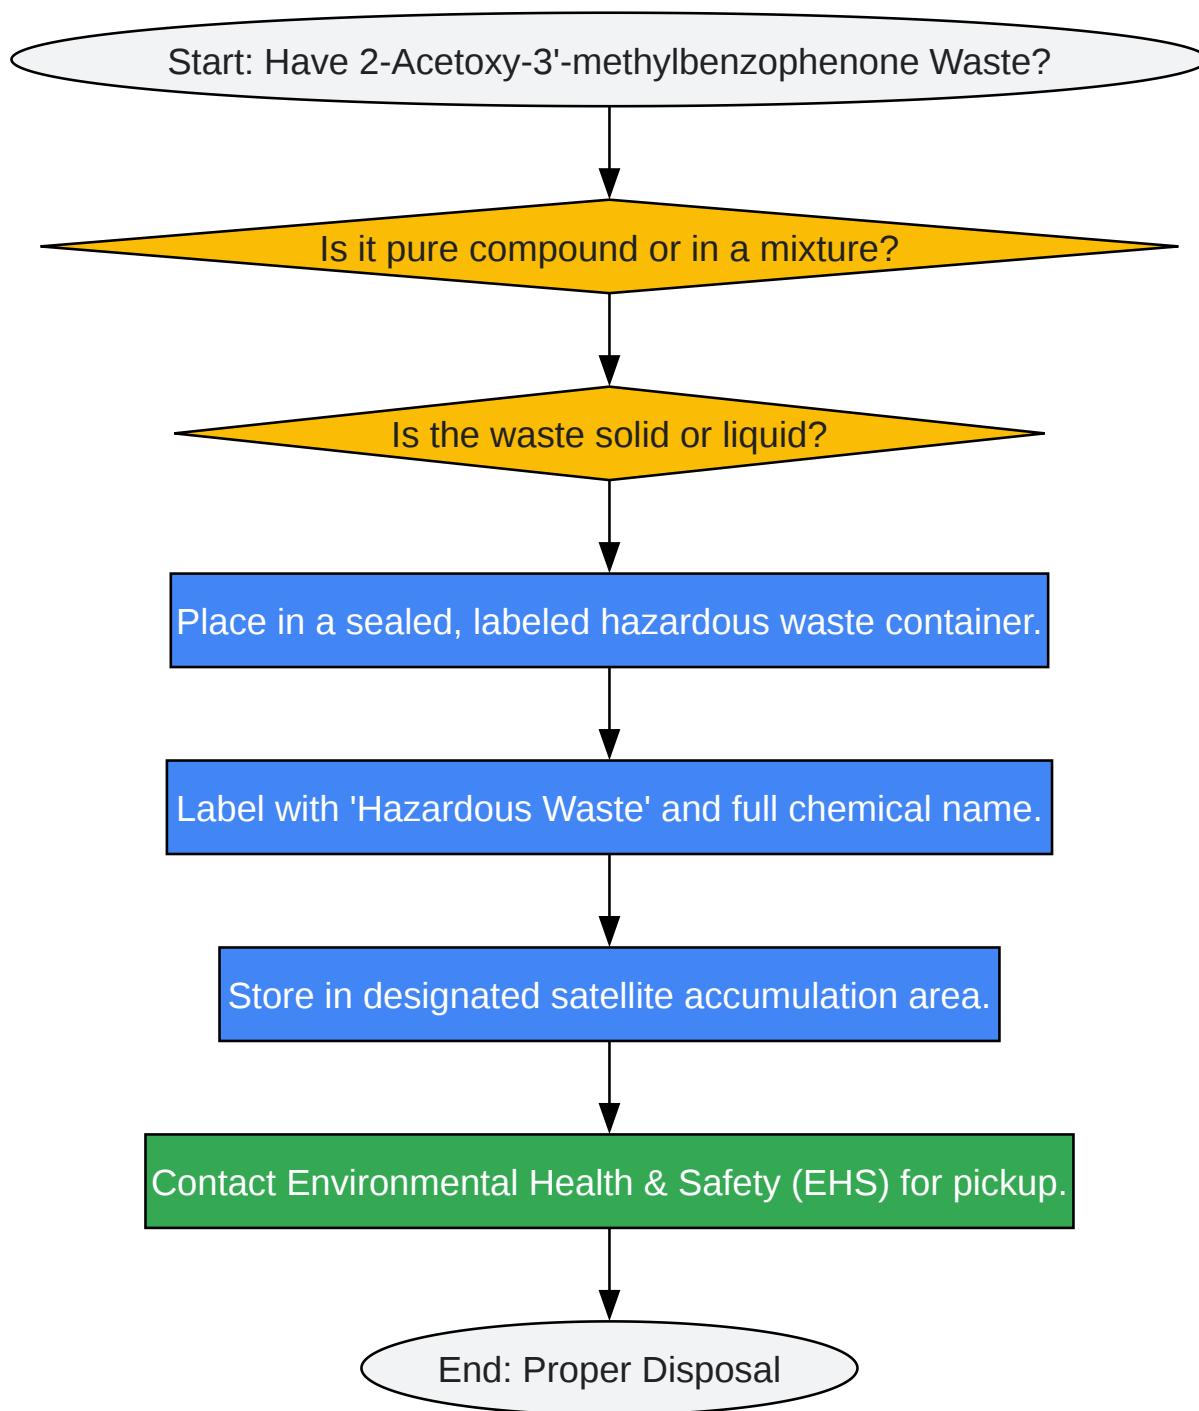 Start: Have 2-Acetoxy-3'-methylbenzophenone Waste?
Is it pure compound or in a mixture?
Is the waste solid or liquid?
Place in a sealed, labeled hazardous waste container.
Label with 'Hazardous Waste' and full chemical name.
Store in designated satellite accumulation area.
Contact Environmental Health & Safety (EHS) for pickup.
End: Proper Disposal